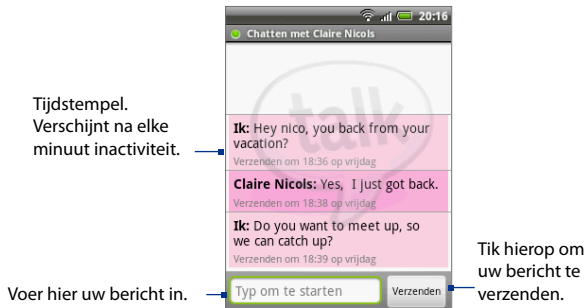 20:16
Chatten met Claire Nicols
talk
Ik: Hey nico, you back from your
vacation?
Verzenden om 18:36 op vrijdag
Claire Nicols: Yes, I just got back.
Verzenden om 18:38 op vrijdag
Ik: Do you want to meet up, so
we can catch up?
Verzenden om 18:39 op vrijdag
Typ om te starten
Verzenden
Tijdstempel.
Verschijnt na elke
minuut inactiviteit.
Voer hier uw bericht in.
Tik hierop om
uw bericht te
verzenden.